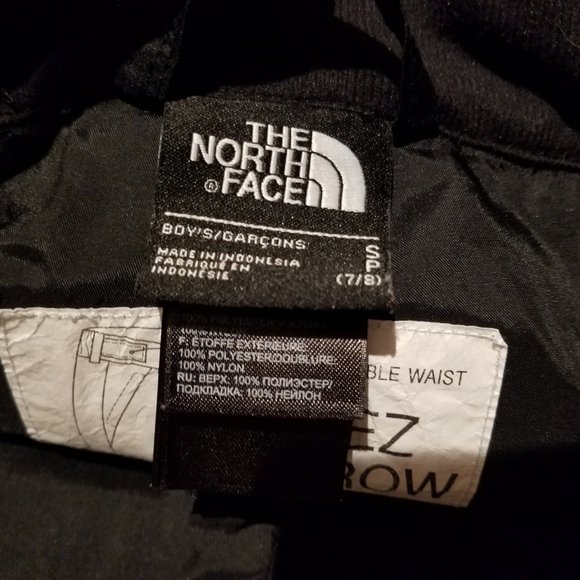 THE
NORTH
® FACE
BOY'S/GARÇONS
MADE IN INDONESIA
FABRIQUÉ EN
INDONÉSIE
S
P
(7/8)
F: ÉTOFFE EXTÉRIEURE:
100% POLYESTER/DOUBLURE:
100% NYLON
RU: ВЕРХ: 100% ПОЛИЭСТЕР/
ПОДКЛАДКА: 100% НЕЙЛОН
BLE WAIST
EZ
ROW